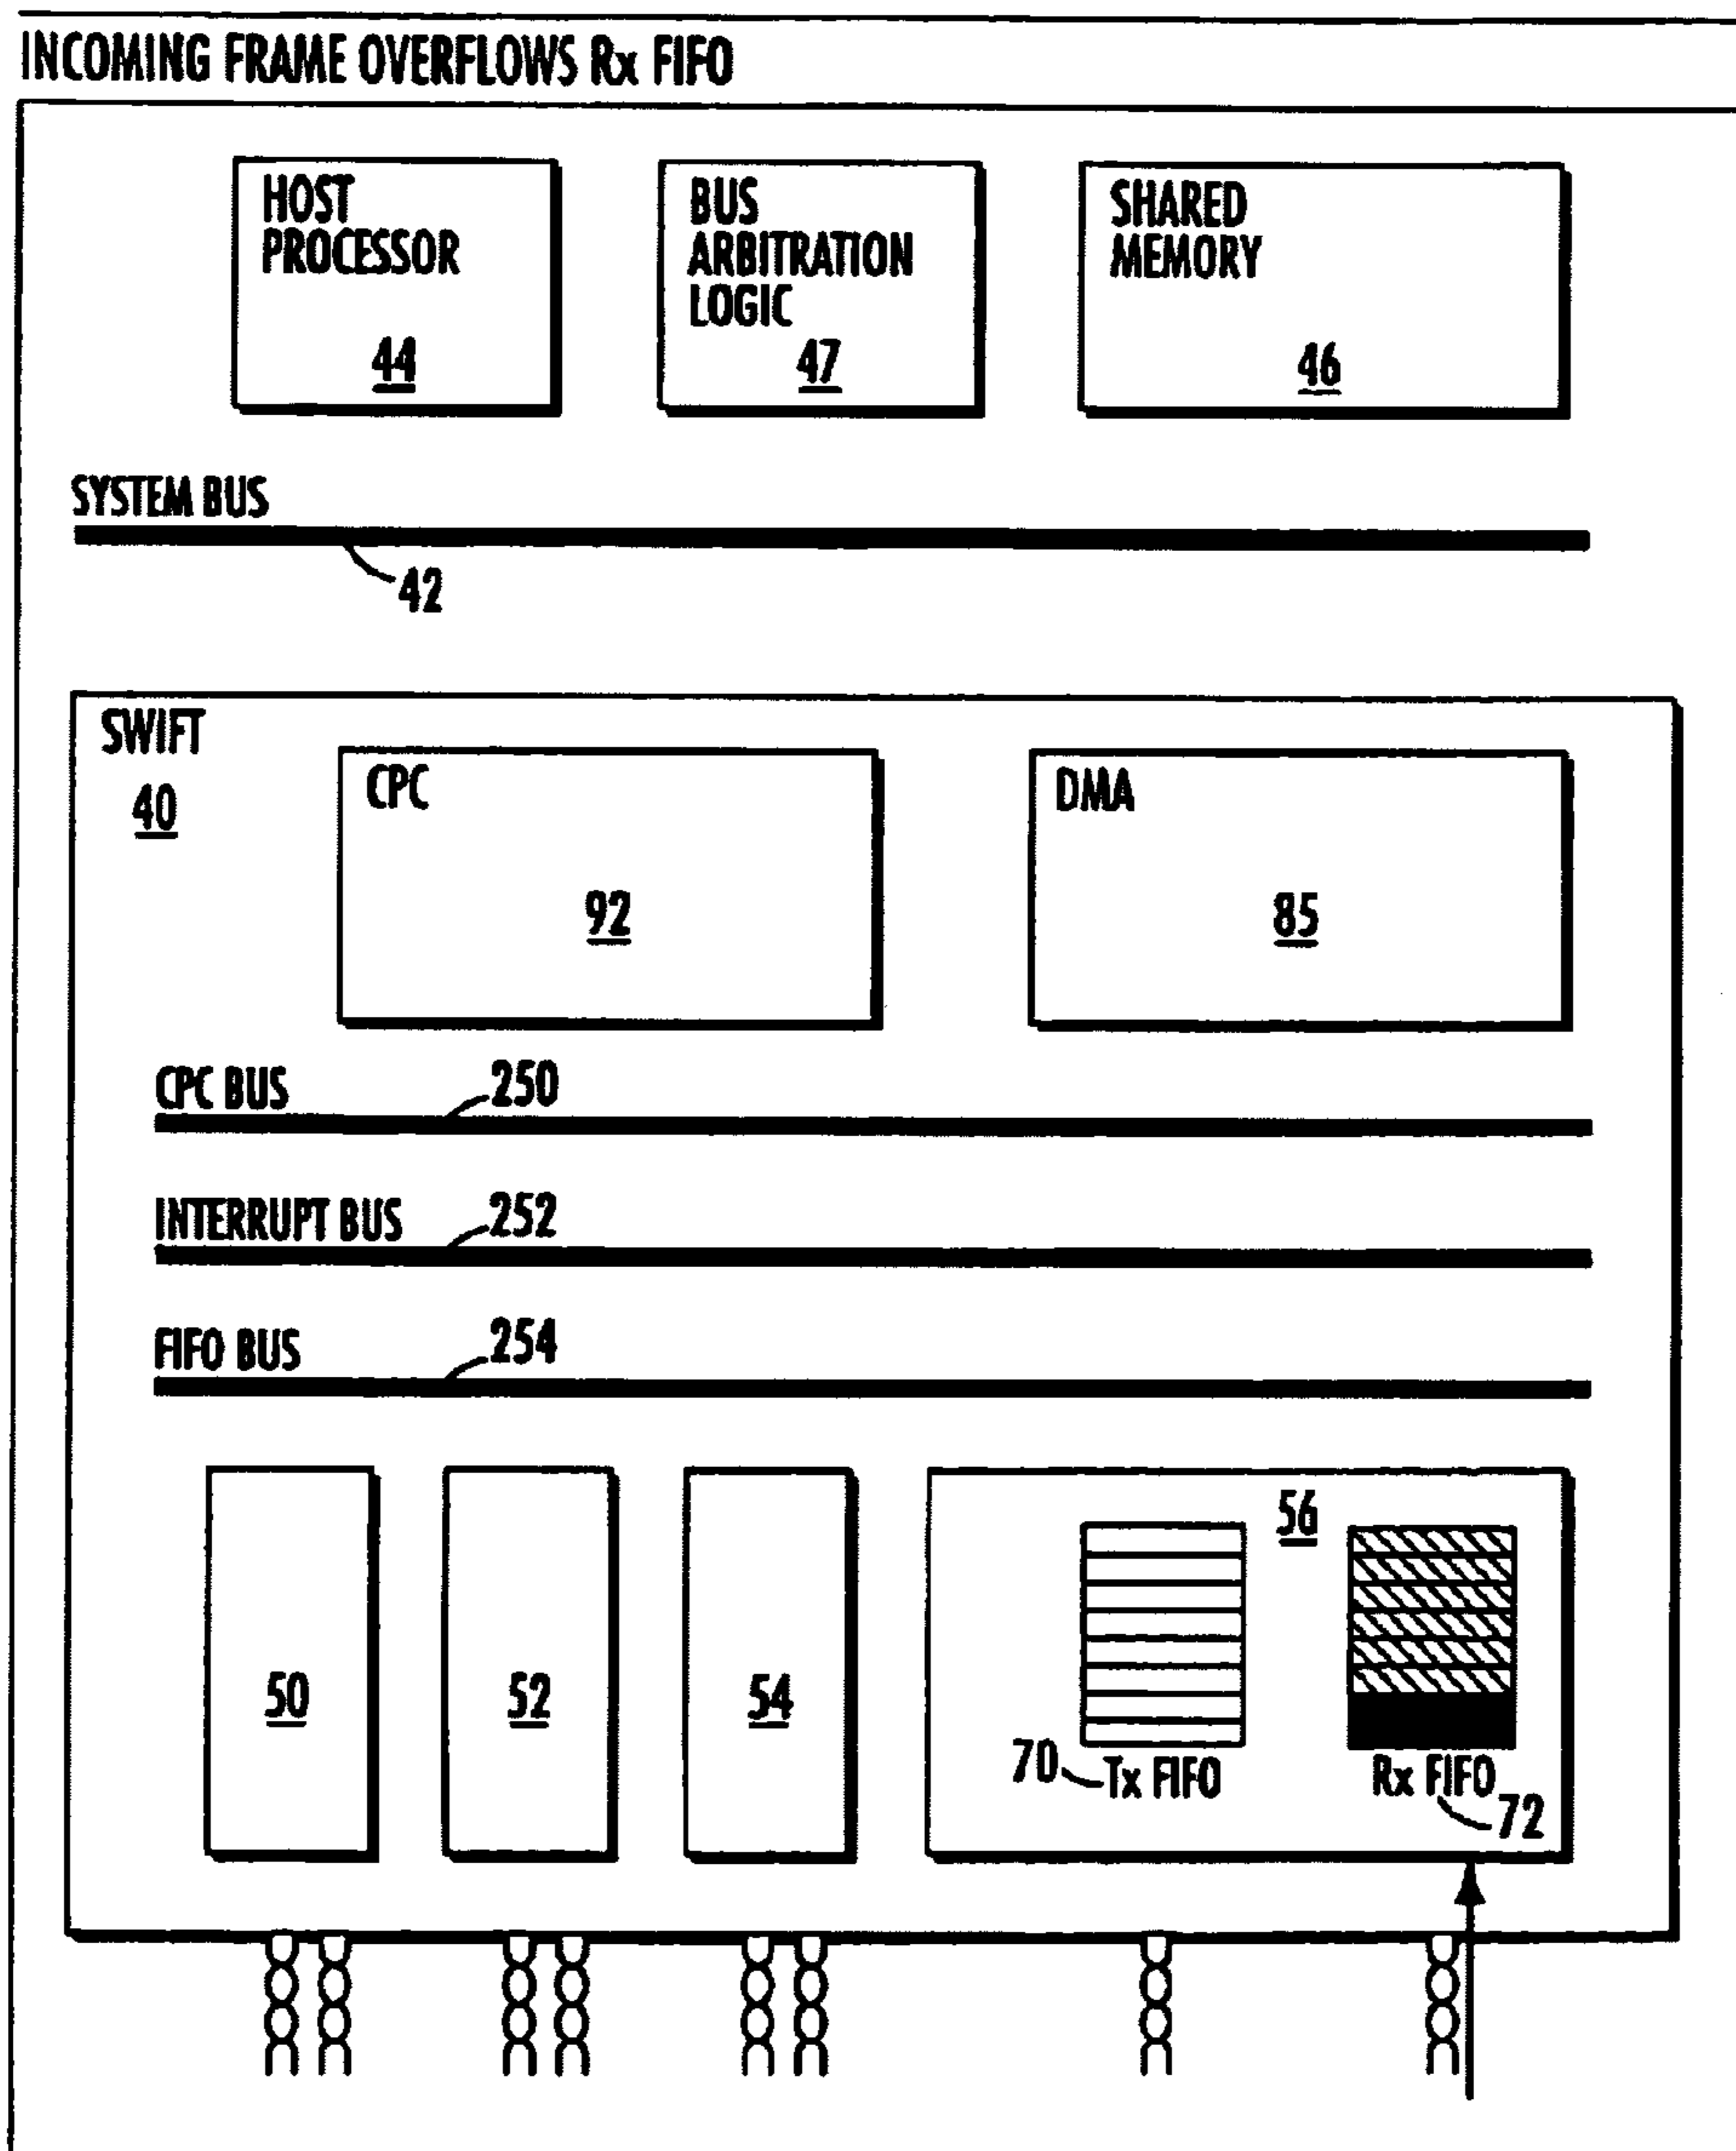 INCOMING FRAME OVERFLOWS Rx FIFO
HOST
PROCESSOR
44
BUS
ARBITRATION
LOGIC
47
SHARED
MEMORY
46
SYSTEM BUS
42
SWIFT
40
CPC
92
DMA
85
CPC BUS
250
INTERRUPT BUS
252
FIFO BUS
254
50
52
54
56
70
Tx FIFO
Rx FIFO
72